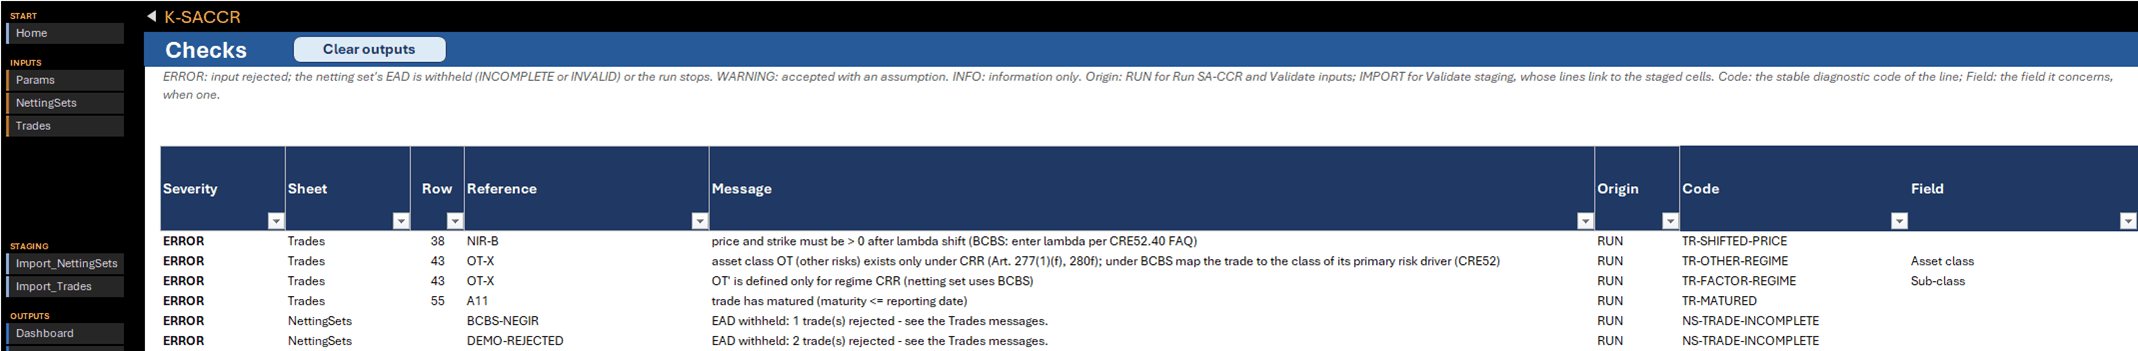 START
Home
INPUTS
Params
NettingSets
Trades
STAGING
Import_NettingSets
Import_Trades
OUTPUTS
Dashboard
K-SACCR
Checks
Clear outputs
ERROR: input rejected; the netting set's EAD is withheld (INCOMPLETE or INVALID) or the run stops. WARNING: accepted with an assumption. INFO: information only. Origin: RUN for Run SA-CCR and Validate inputs; IMPORT for Validate staging, whose lines link to the staged cells. Code: the stable diagnostic code of the line; Field: the field it concerns,
when one.
Severity Sheet Row Reference Message Origin Code Field
ERROR Trades 38 NIR-B price and strike must be > 0 after lambda shift (BCBS: enter lambda per CRE52.40 FAQ) RUN TR-SHIFTED-PRICE
ERROR Trades 43 OT-X asset class OT (other risks) exists only under CRR (Art. 277(1)(f), 280f); under BCBS map the trade to the class of its primary risk driver (CRE52) RUN TR-OTHER-REGIME Asset class
ERROR Trades 43 OT-X OT' is defined only for regime CRR (netting set uses BCBS) RUN TR-FACTOR-REGIME Sub-class
ERROR Trades 55 A11 trade has matured (maturity <= reporting date) RUN TR-MATURED
ERROR NettingSets BCBS-NEGIR EAD withheld: 1 trade(s) rejected - see the Trades messages. RUN NS-TRADE-INCOMPLETE
ERROR NettingSets DEMO-REJECTED EAD withheld: 2 trade(s) rejected - see the Trades messages. RUN NS-TRADE-INCOMPLETE